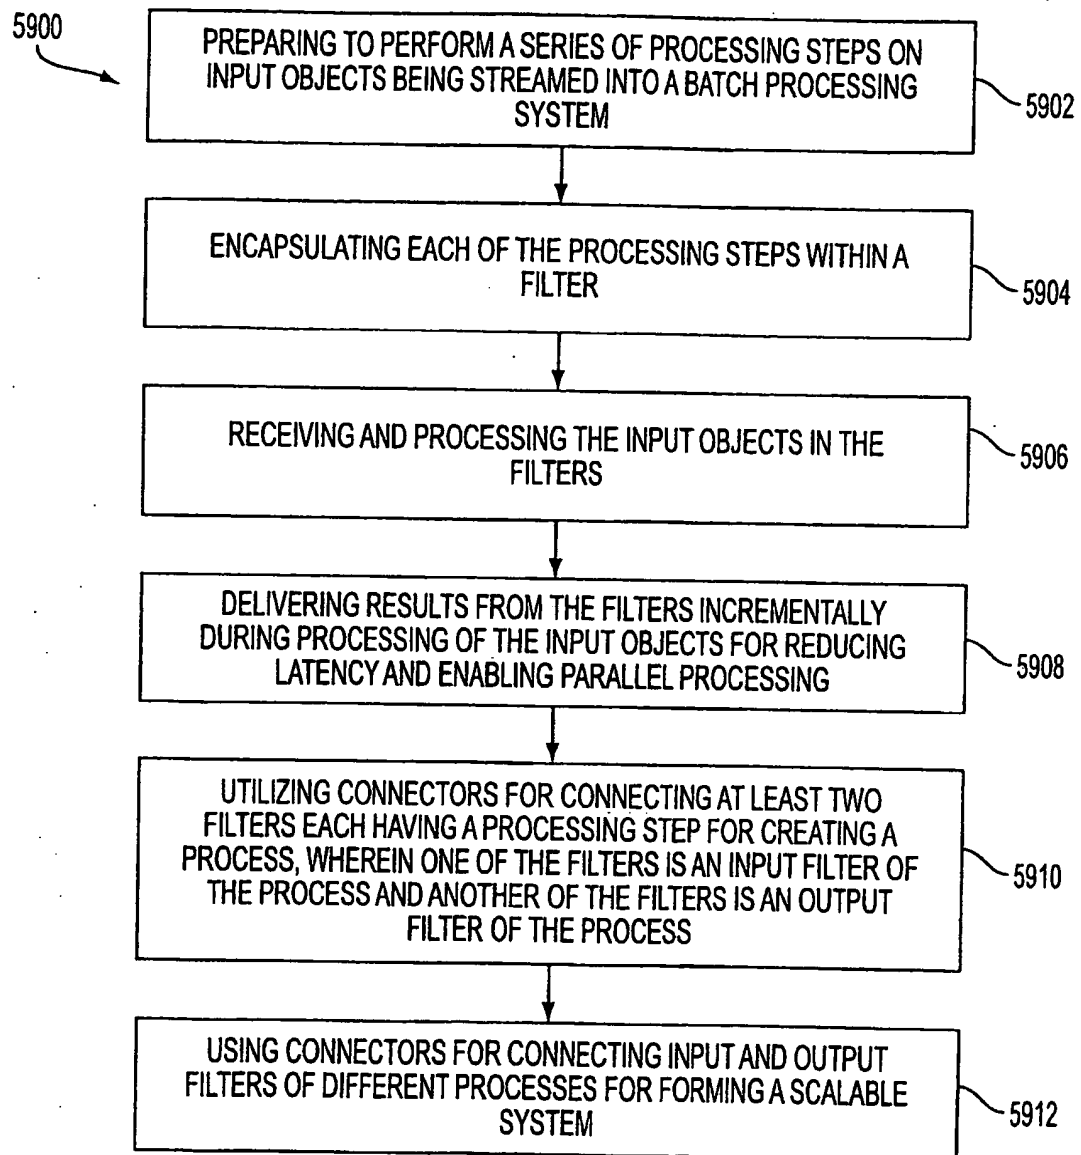 5900
PREPARING TO PERFORM A SERIES OF PROCESSING STEPS ON
INPUT OBJECTS BEING STREAMED INTO A BATCH PROCESSING
SYSTEM
5902
ENCAPSULATING EACH OF THE PROCESSING STEPS WITHIN A
FILTER
5904
RECEIVING AND PROCESSING THE INPUT OBJECTS IN THE
FILTERS
5906
DELIVERING RESULTS FROM THE FILTERS INCREMENTALLY
DURING PROCESSING OF THE INPUT OBJECTS FOR REDUCING
LATENCY AND ENABLING PARALLEL PROCESSING
5908
UTILIZING CONNECTORS FOR CONNECTING AT LEAST TWO
FILTERS EACH HAVING A PROCESSING STEP FOR CREATING A
PROCESS, WHEREIN ONE OF THE FILTERS IS AN INPUT FILTER OF
THE PROCESS AND ANOTHER OF THE FILTERS IS AN OUTPUT
FILTER OF THE PROCESS
5910
USING CONNECTORS FOR CONNECTING INPUT AND OUTPUT
FILTERS OF DIFFERENT PROCESSES FOR FORMING A SCALABLE
SYSTEM
5912